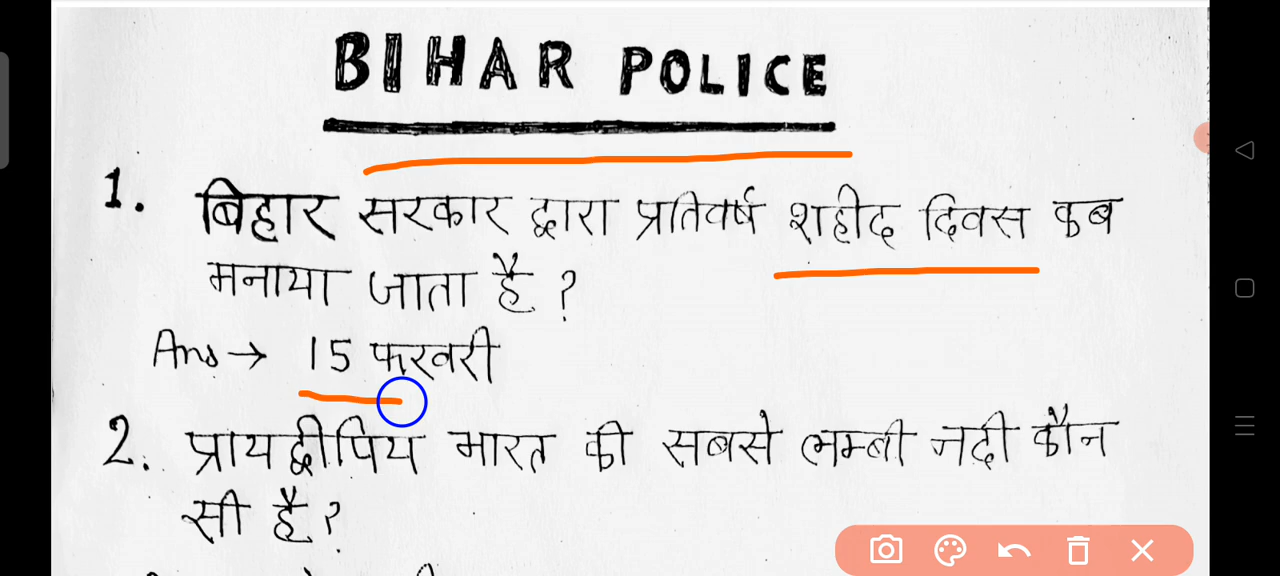 BIHAR POLICE
1. बिहार सरकार द्वारा प्रतिवर्ष शहीद दिवस कब
मनाया जाता है ?
Ans → 15 फरवरी
2. प्रायद्वीपिय भारत की सबसे लम्बी नदी कौन
सी है ?